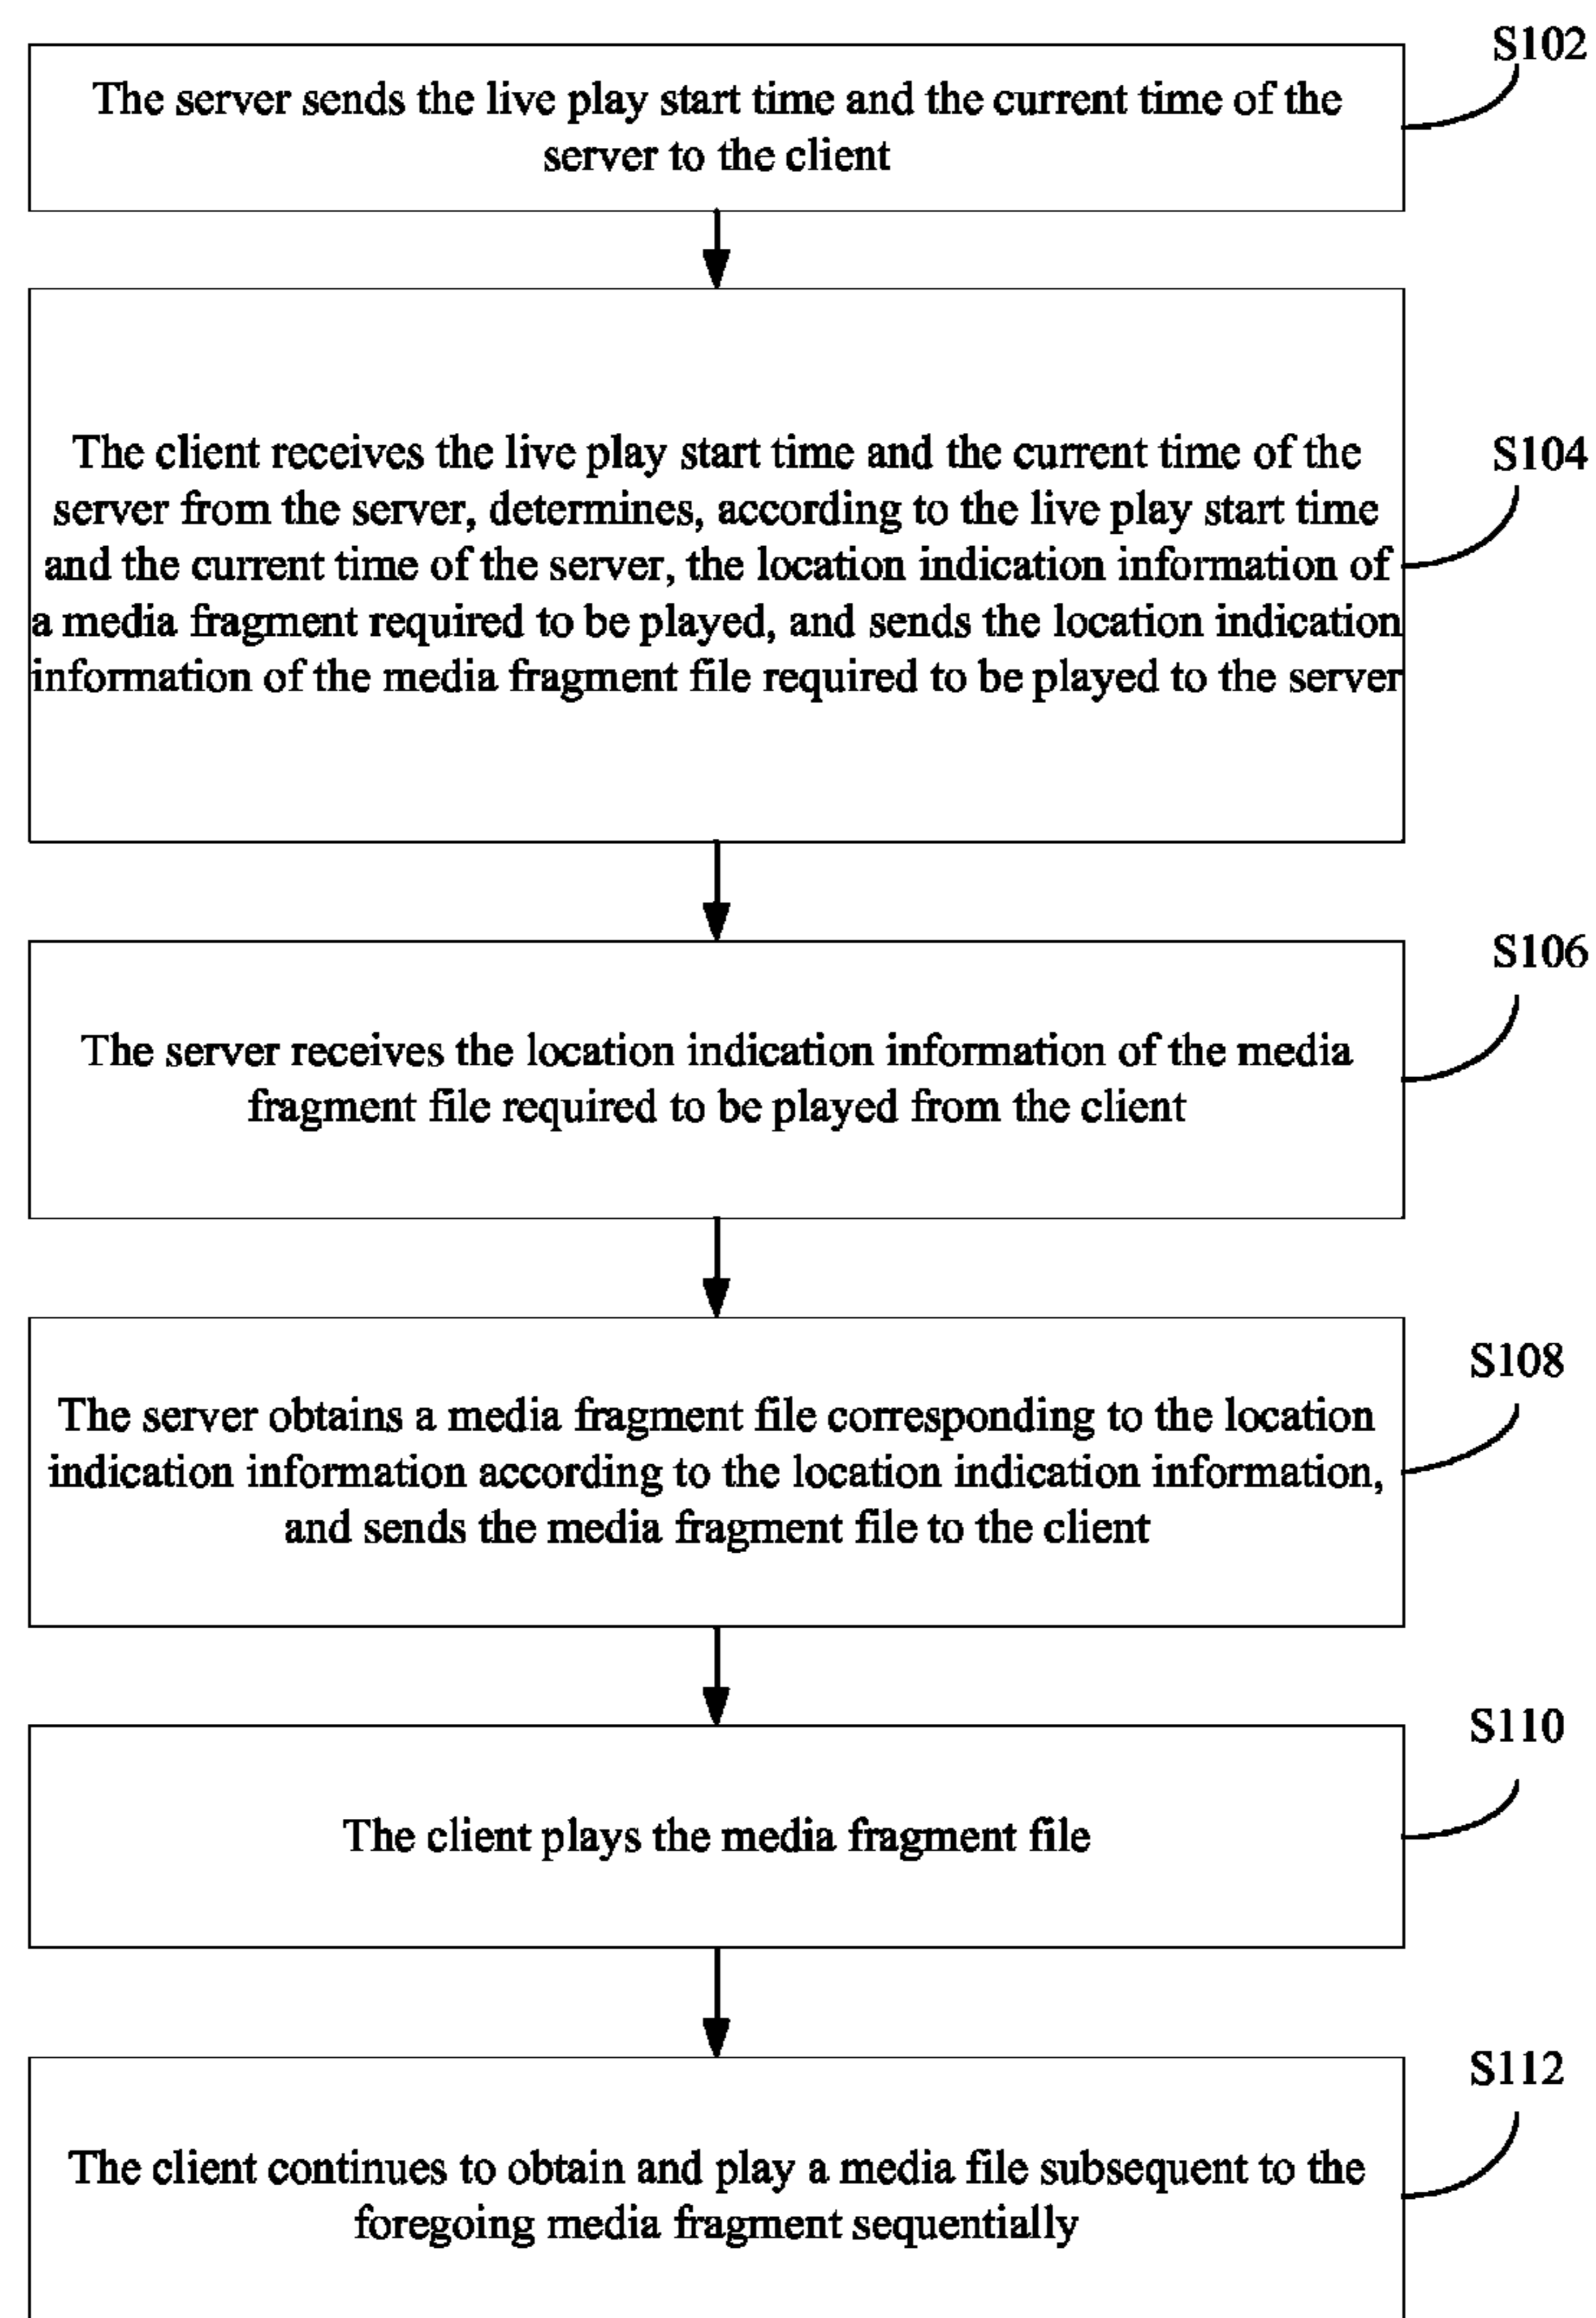 S102
The server sends the live play start time and the current time of the
server to the client
The client receives the live play start time and the current time of the
S104
server from the server, determines, according to the live play start time
and the current time of the server, the location indication information of
a media fragment required to be played, and sends the location indication
information of the media fragment file required to be played to the server
S106
The server receives the location indication information of the media
fragment file required to be played from the client
S108
The server obtains a media fragment file corresponding to the location
indication information according to the location indication information,
and sends the media fragment file to the client
S110
The client plays the media fragment file
S112
The client continues to obtain and play a media file subsequent to the
foregoing media fragment sequentially